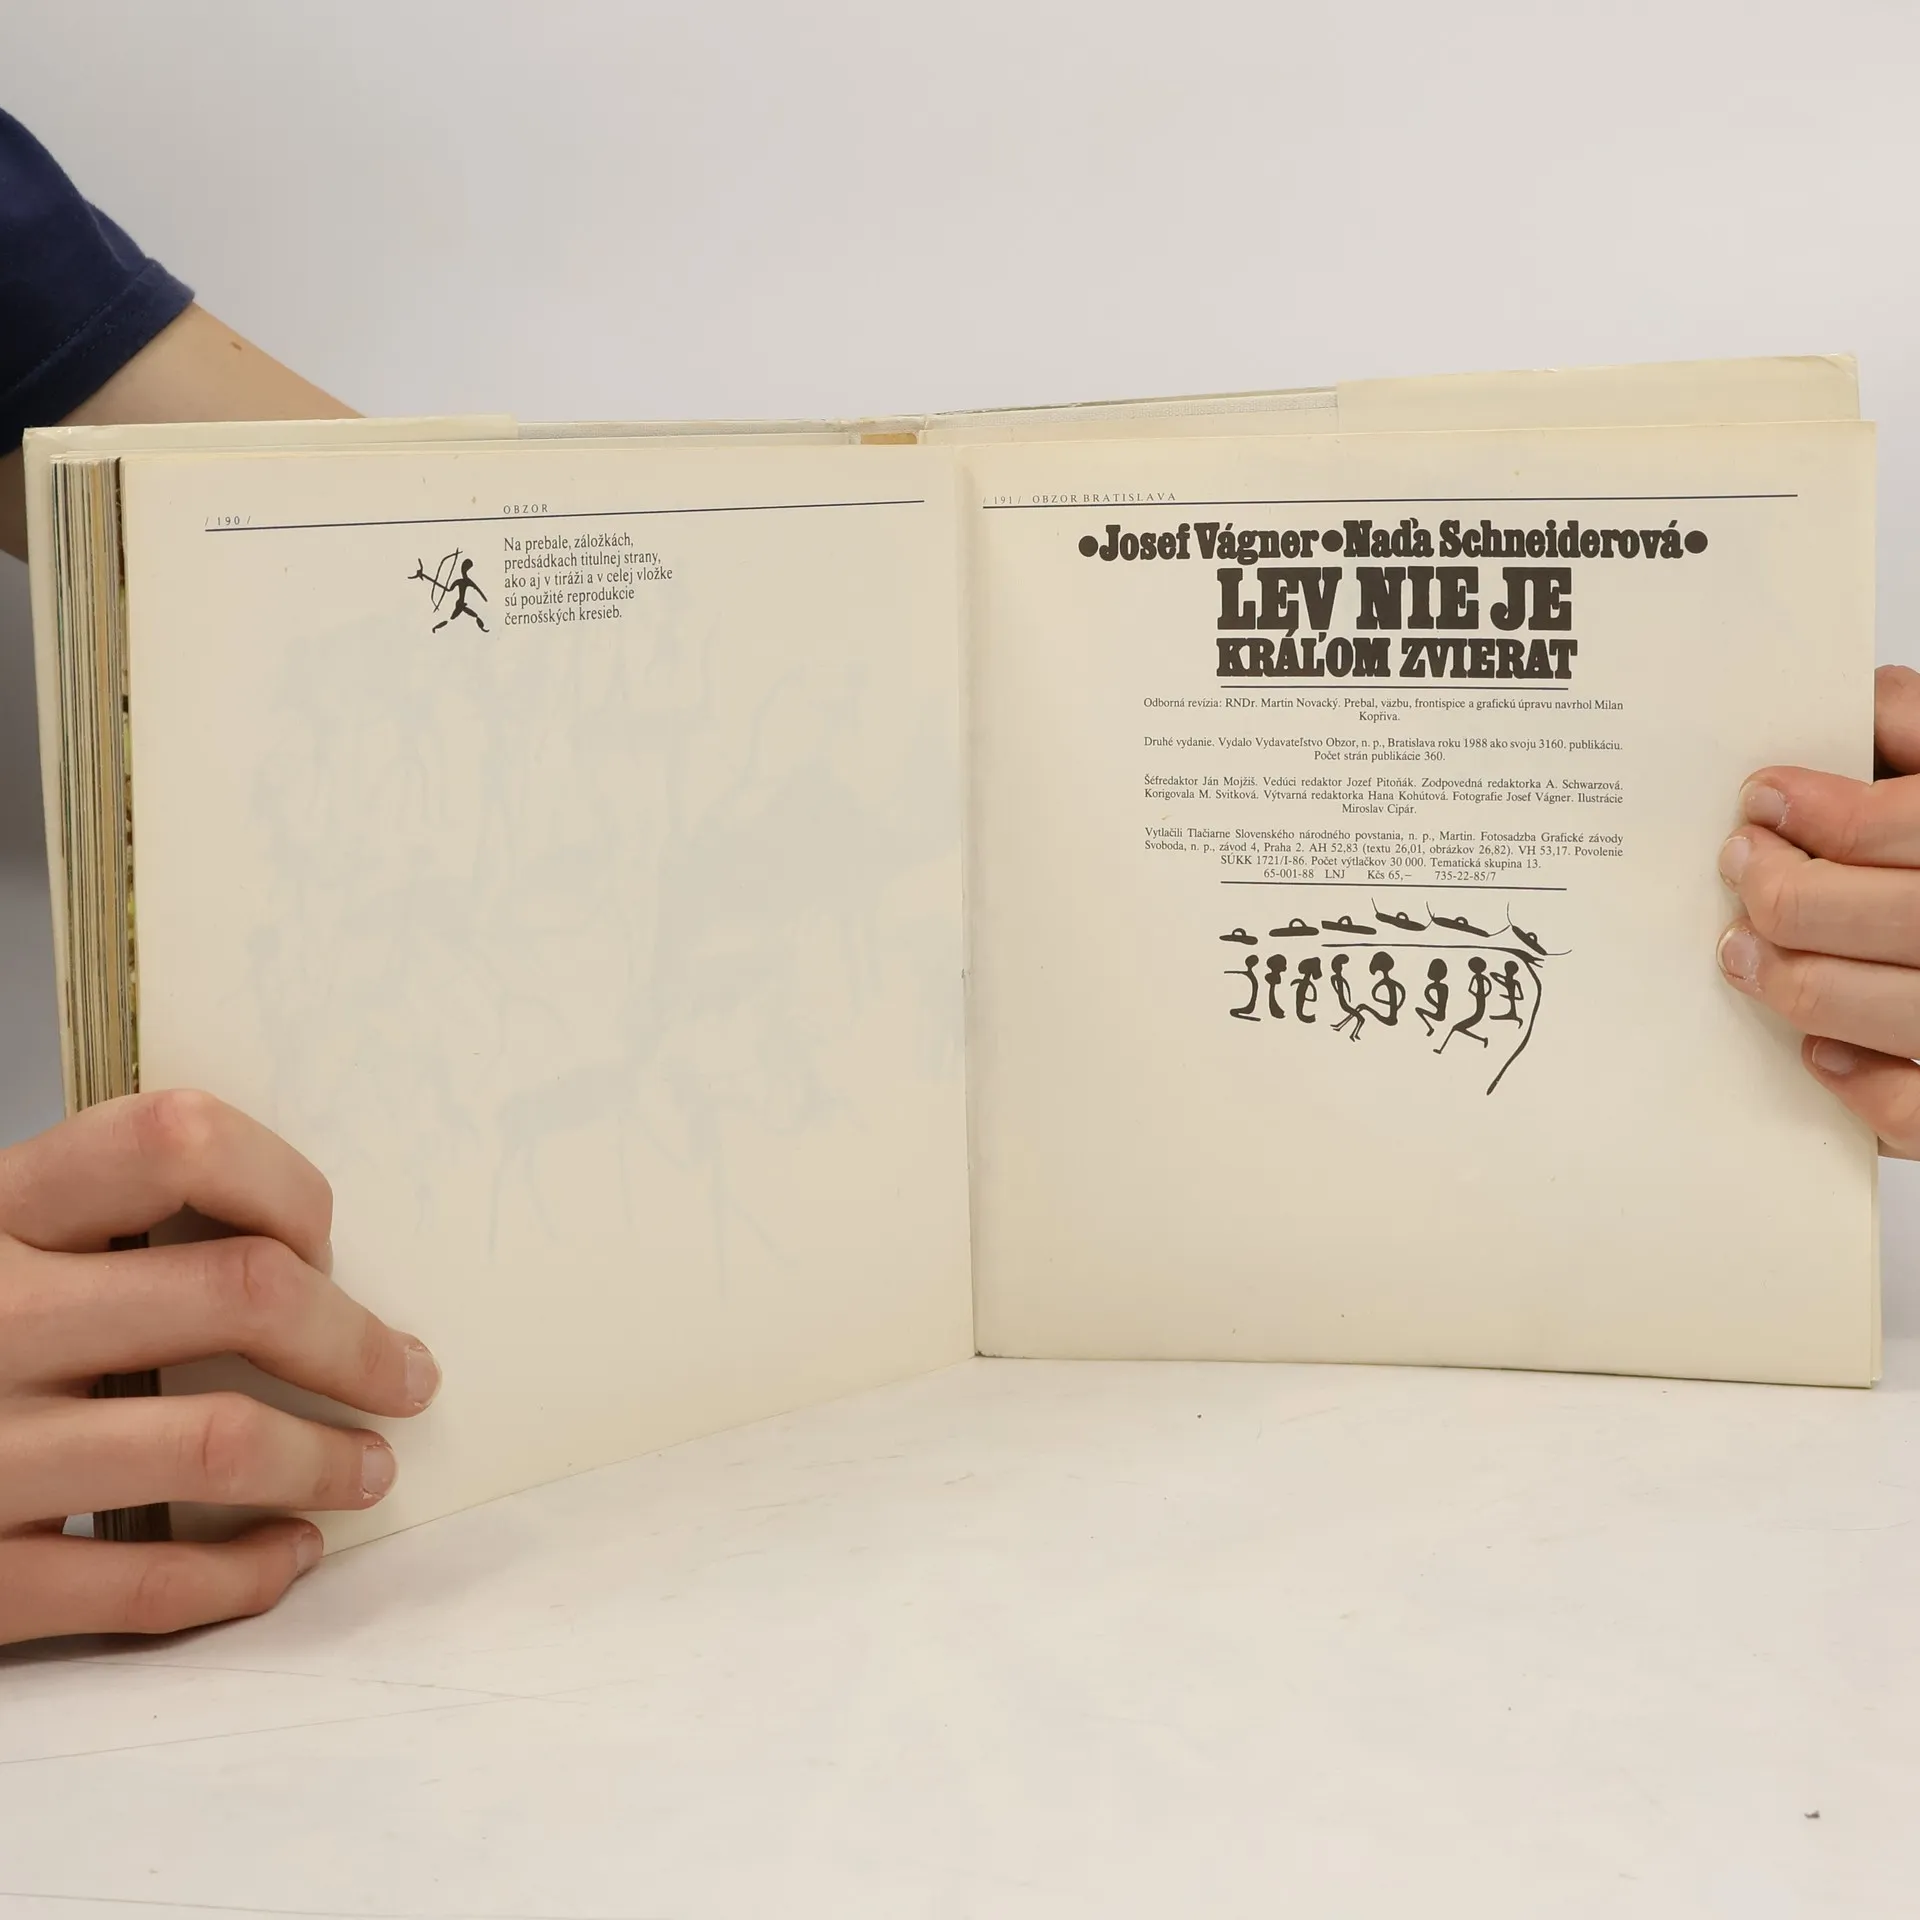 / 190 /
OBZOR
Na prebale, záložkách,
predsádkach titulnej strany,
ako aj v tiráži a v celej vložke
sú použité reprodukcie
černošských kresieb.
/ 191 / OBZOR BRATISLAVA
•Josef Vágner•Naďa Schneiderová•
LEV NIE JE
KRÁĽOM ZVIERAT
Odborná revízia: RNDr. Martin Novacký. Prebal, väzbu, frontispice a grafickú úpravu navrhol Milan
Kopřiva.
Druhé vydanie. Vydalo Vydavateľstvo Obzor, n. p., Bratislava roku 1988 ako svoju 3160. publikáciu.
Počet strán publikácie 360.
Šéfredaktor Ján Mojžiš. Vedúci redaktor Jozef Pitoňák. Zodpovedná redaktorka A. Schwarzová.
Korigovala M. Svitková. Výtvarná redaktorka Hana Kohútová. Fotografie Josef Vágner. Ilustrácie
Miroslav Cipár.
Vytlačili Tlačiarne Slovenského národného povstania, n. p., Martin. Fotosadzba Grafické závody
Svoboda, n. p., závod 4, Praha 2. AH 52,83 (textu 26,01, obrázkov 26,82). VH 53,17. Povolenie
SÚKK 1721/I-86. Počet výtlačkov 30 000. Tematická skupina 13.
65-001-88 LNJ Kčs 65,– 735-22-85/7